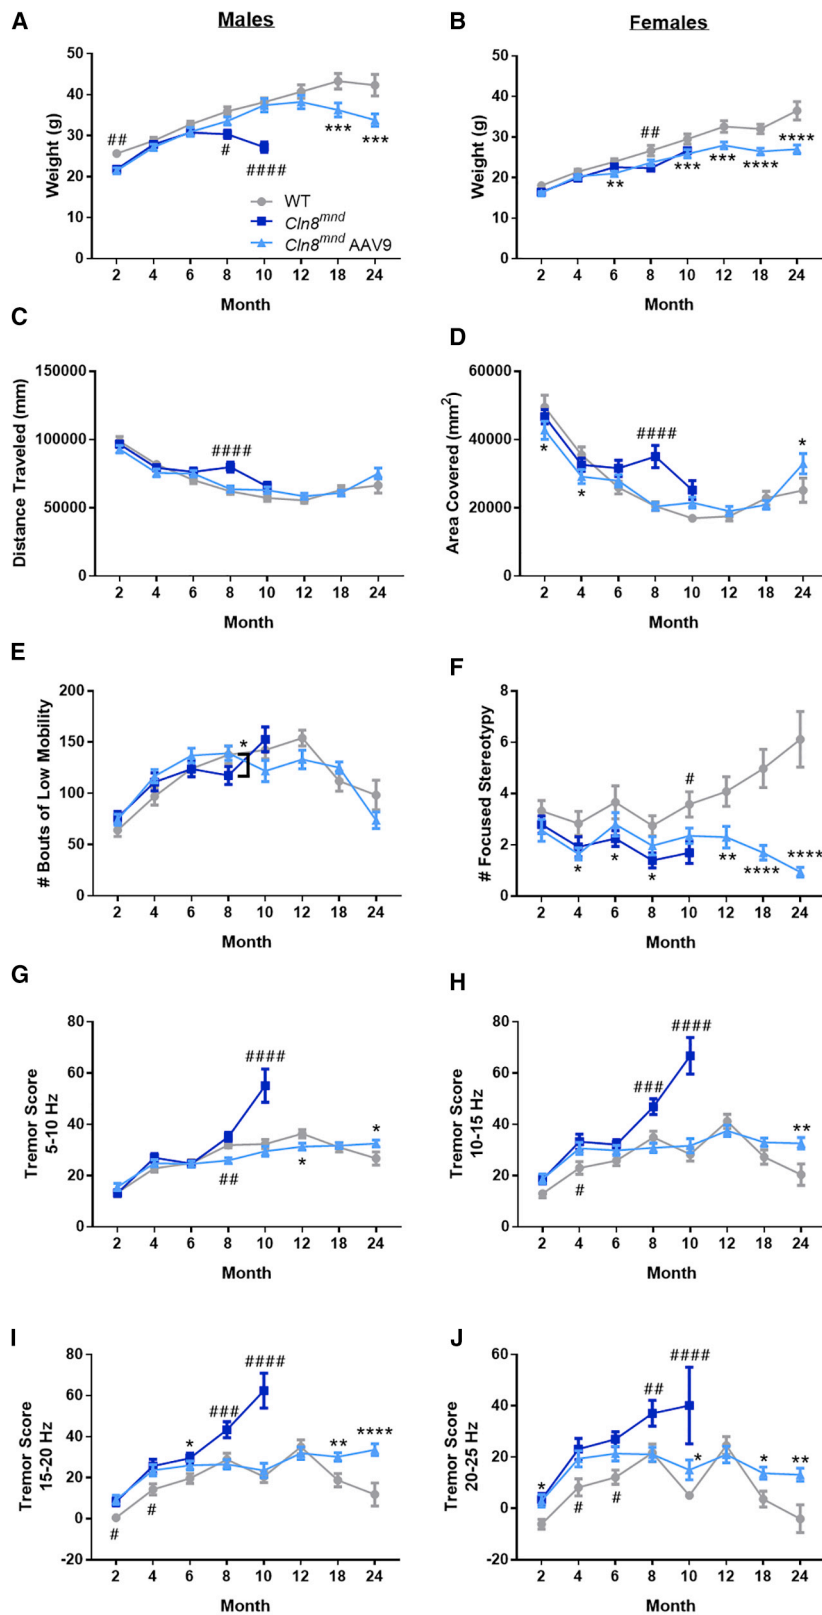 A
Males
B
Females
Weight (g)
50
40
30
20
10
0
##
#
####
***
***
WT
Cln8mnd
Cln8mnd AAV9
2 4 6 8 10 12 18 24
Month
Weight (g)
50
40
30
20
10
0
##
**
***
***
****
****
2 4 6 8 10 12 18 24
Month
C
Distance Traveled (mm)
150000
100000
50000
0
####
2 4 6 8 10 12 18 24
Month
D
Area Covered (mm2)
60000
40000
20000
0
*
*
####
*
2 4 6 8 10 12 18 24
Month
E
# Bouts of Low Mobility
200
150
100
50
0
*
2 4 6 8 10 12 18 24
Month
F
# Focused Stereotypy
8
6
4
2
0
*
*
*
#
**
****
****
2 4 6 8 10 12 18 24
Month
G
Tremor Score
5-10 Hz
80
60
40
20
0
##
####
*
*
2 4 6 8 10 12 18 24
Month
H
Tremor Score
10-15 Hz
80
60
40
20
0
#
###
####
**
2 4 6 8 10 12 18 24
Month
I
Tremor Score
15-20 Hz
80
60
40
20
0
-20
#
#
*
###
####
**
****
2 4 6 8 10 12 18 24
Month
J
Tremor Score
20-25 Hz
60
40
20
0
-20
*
#
#
##
####
*
*
**
2 4 6 8 10 12 18 24
Month